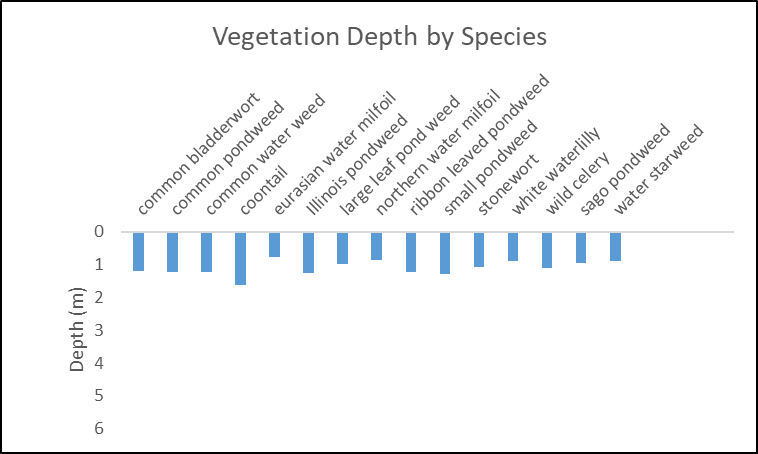 Vegetation Depth by Species
common bladderwort
common pondweed
common water weed
coontail
eurasian water milfoil
Illinois pondweed
large leaf pond weed
northern water milfoil
ribbon leaved pondweed
small pondweed
stonewort
white waterlilly
wild celery
sago pondweed
water starweed
0
1
2
3
4
5
6
Depth (m)